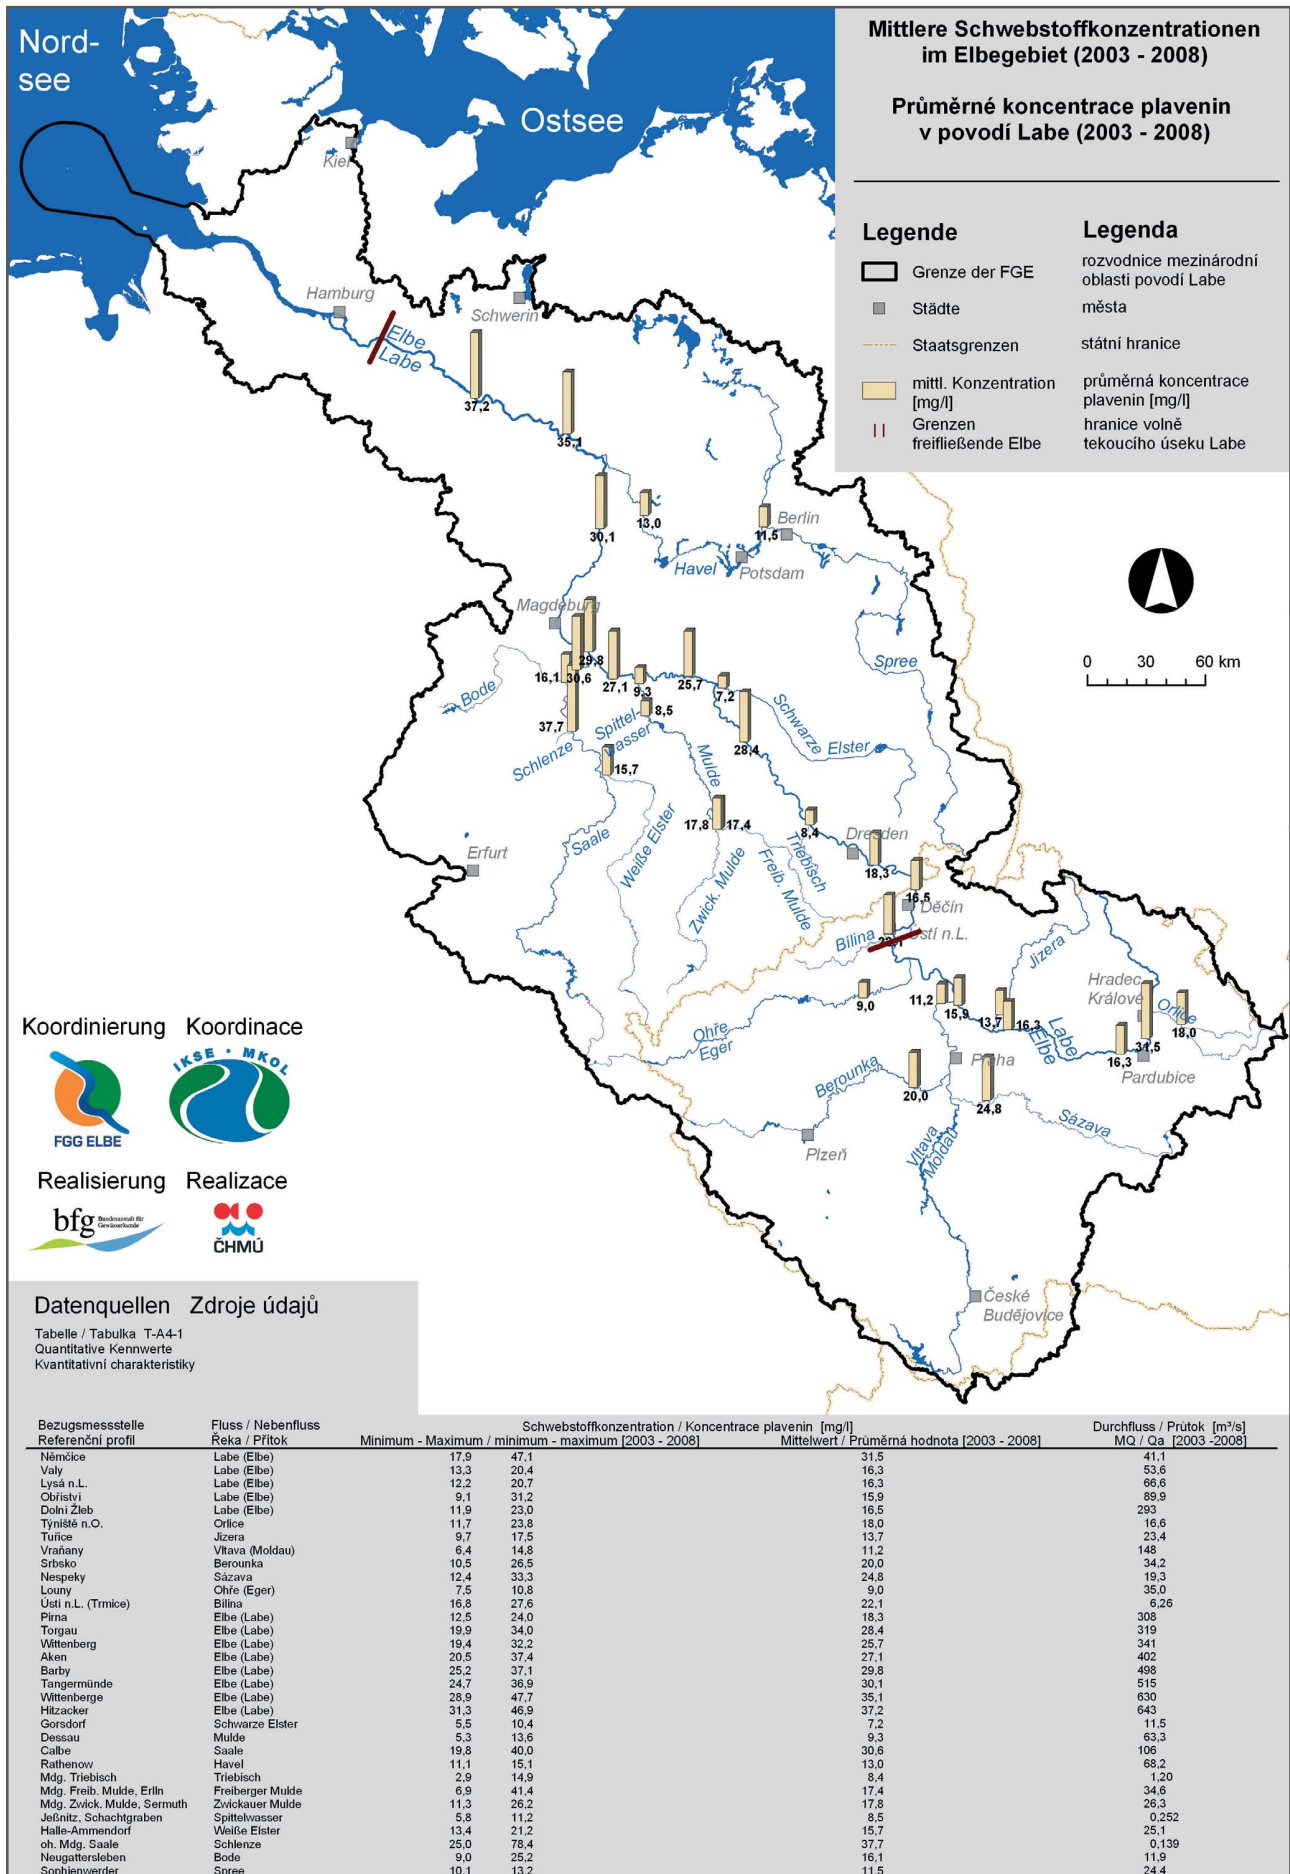 Mittlere Schwebstoffkonzentrationen
im Elbegebiet (2003 - 2008)
Průměrné koncentrace plavenin
v povodí Labe (2003 - 2008)
Legende Legenda
Grenze der FGE rozvodnice mezinárodní
oblasti povodí Labe
Städte města
Staatsgrenzen státní hranice
mittl. Konzentration průměrná koncentrace
[mg/l] plavenin [mg/l]
Grenzen hranice volně
freifließende Elbe tekoucího úseku Labe
0 30 60 km
Nord-
see
Ostsee
Kiel
Hamburg
Schwerin
Elbe
Labe
37,2
35,1
30,1
13,0
11,5
Berlin
Havel
Potsdam
Magdeburg
29,8
16,1
30,6
27,1
9,3
25,7
7,2
Spree
Bode
37,7
8,5
28,4
Schwarze Elster
Schlenze
Spittel-
wasser
15,7
Mulde
17,8
17,4
8,4
Triebisch
Dresden
18,3
Saale
Weiße Elster
Erfurt
Zwick. Mulde
Freib. Mulde
16,5
Děčín
Bílina
Ústí n.L.
Jizera
Hradec
Králové
Orlice
9,0
11,2
15,9
13,7
16,3
18,0
31,5
16,3
Pardubice
Ohře
Eger
Labe
Elbe
Berounka
Praha
20,0
24,8
Sázava
Plzeň
Vltava
Moldau
České
Budějovice
Koordinierung Koordinace
FGG ELBE
IKSE • MKOL
Realisierung Realizace
bfg Bundesanstalt für
Gewässerkunde
ČHMÚ
Datenquellen Zdroje údajů
Tabelle / Tabulka T-A4-1
Quantitative Kennwerte
Kvantitativní charakteristiky
Bezugsmessstelle Fluss / Nebenfluss Schwebstoffkonzentration / Koncentrace plavenin [mg/l] Durchfluss / Průtok [m³/s]
Referenční profil Řeka / Přítok Minimum - Maximum / minimum - maximum [2003 - 2008] Mittelwert / Průměrná hodnota [2003 - 2008] MQ / Qa [2003 -2008]
Němčice Labe (Elbe) 17,9 47,1 31,5 41,1
Valy Labe (Elbe) 13,3 20,4 16,3 53,6
Lysá n.L. Labe (Elbe) 12,2 20,7 16,3 66,6
Obříství Labe (Elbe) 9,1 31,2 15,9 89,9
Dolní Žleb Labe (Elbe) 11,9 23,0 16,5 293
Týniště n.O. Orlice 11,7 23,8 18,0 16,6
Tuřice Jizera 9,7 17,5 13,7 23,4
Vraňany Vltava (Moldau) 6,4 14,8 11,2 148
Srbsko Berounka 10,5 26,5 20,0 34,2
Nespeky Sázava 12,4 33,3 24,8 19,3
Louny Ohře (Eger) 7,5 10,8 9,0 35,0
Ústí n.L. (Trmice) Bílina 16,8 27,6 22,1 6,26
Pirna Elbe (Labe) 12,5 24,0 18,3 308
Torgau Elbe (Labe) 19,9 34,0 28,4 319
Wittenberg Elbe (Labe) 19,4 32,2 25,7 341
Aken Elbe (Labe) 20,5 37,4 27,1 402
Barby Elbe (Labe) 25,2 37,1 29,8 498
Tangermünde Elbe (Labe) 24,7 36,9 30,1 515
Wittenberge Elbe (Labe) 28,9 47,7 35,1 630
Hitzacker Elbe (Labe) 31,3 46,9 37,2 643
Gorsdorf Schwarze Elster 5,5 10,4 7,2 11,5
Dessau Mulde 5,3 13,6 9,3 63,3
Calbe Saale 19,8 40,0 30,6 106
Rathenow Havel 11,1 15,1 13,0 68,2
Mdg. Triebisch Triebisch 2,9 14,9 8,4 1,20
Mdg. Freib. Mulde, Erlln Freiberger Mulde 6,9 41,4 17,4 34,6
Mdg. Zwick. Mulde, Sermuth Zwickauer Mulde 11,3 26,2 17,8 26,3
Jeßnitz, Schachtgraben Spittelwasser 5,8 11,2 8,5 0,252
Halle-Ammendorf Weiße Elster 13,4 21,2 15,7 25,1
oh. Mdg. Saale Schlenze 25,0 78,4 37,7 0,139
Neugattersleben Bode 9,0 25,2 16,1 11,9
Sophienwerder Spree 10,1 13,2 11,5 24,4